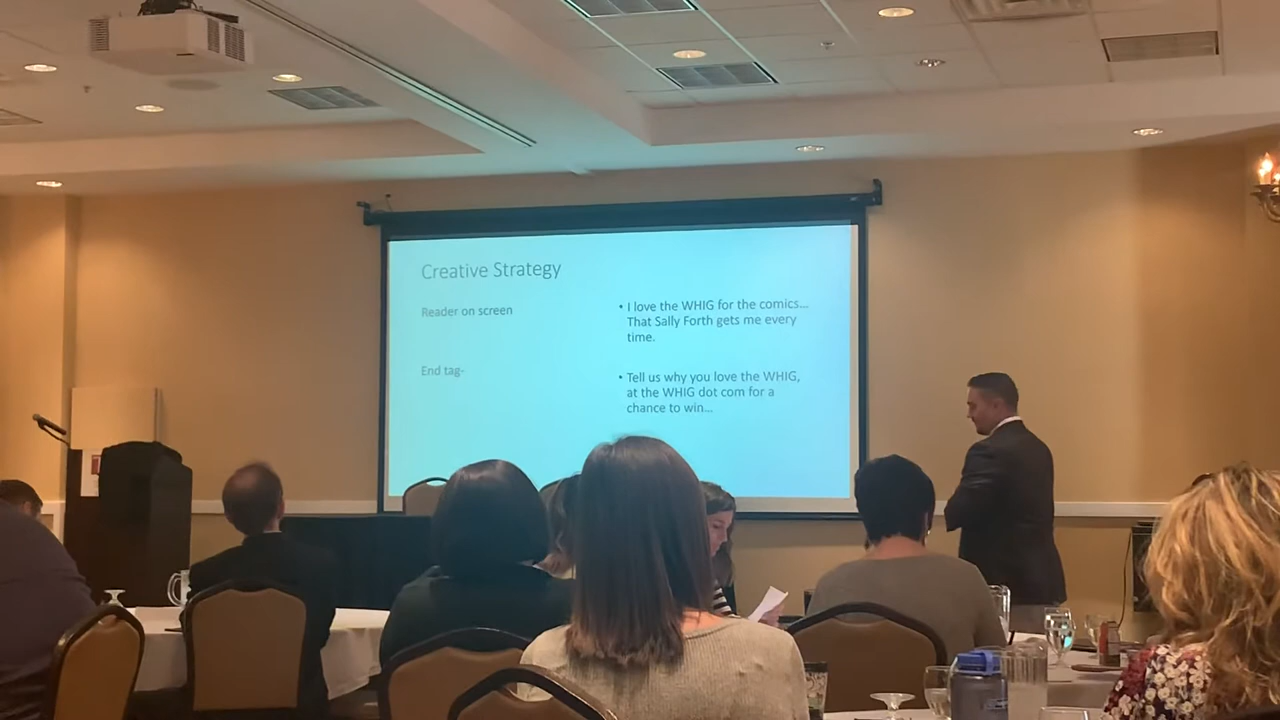 Creative Strategy
Reader on screen
• I love the WHIG for the comics...
That Sally Forth gets me every
time.
End tag-
• Tell us why you love the WHIG,
at the WHIG dot com for a
chance to win...